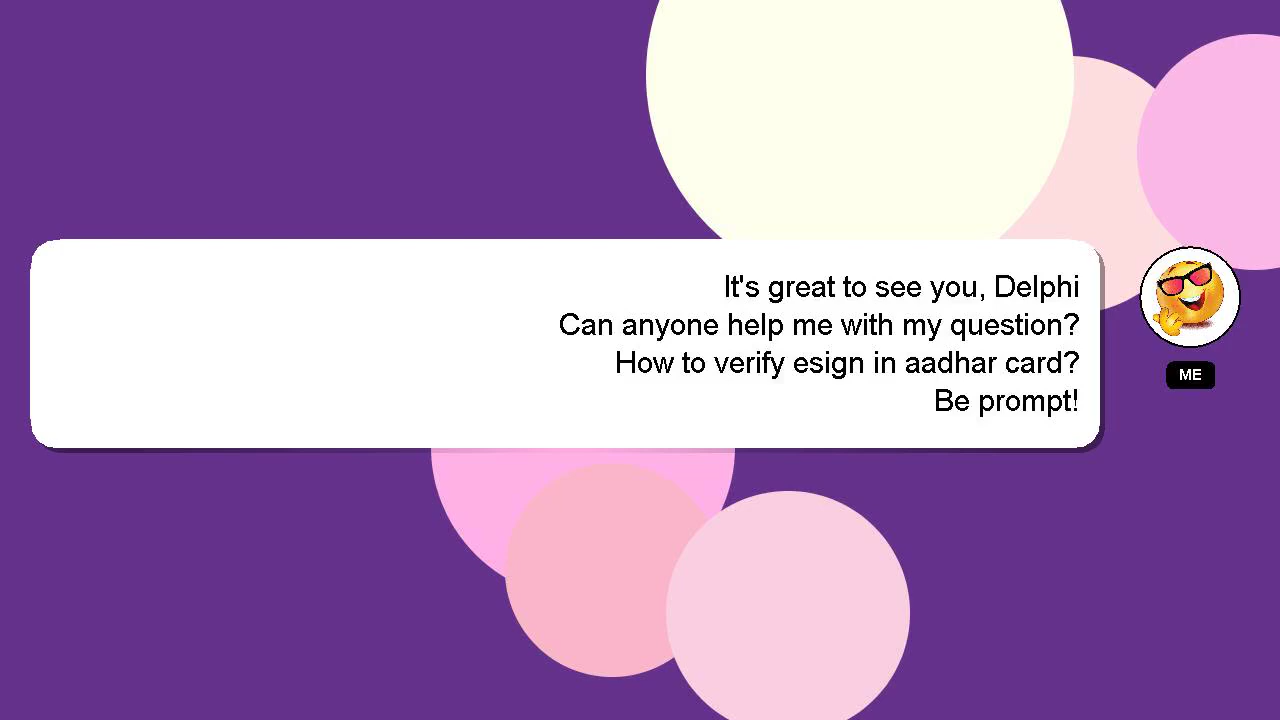 It's great to see you, Delphi
Can anyone help me with my question?
How to verify esign in aadhar card?
Be prompt!
ME